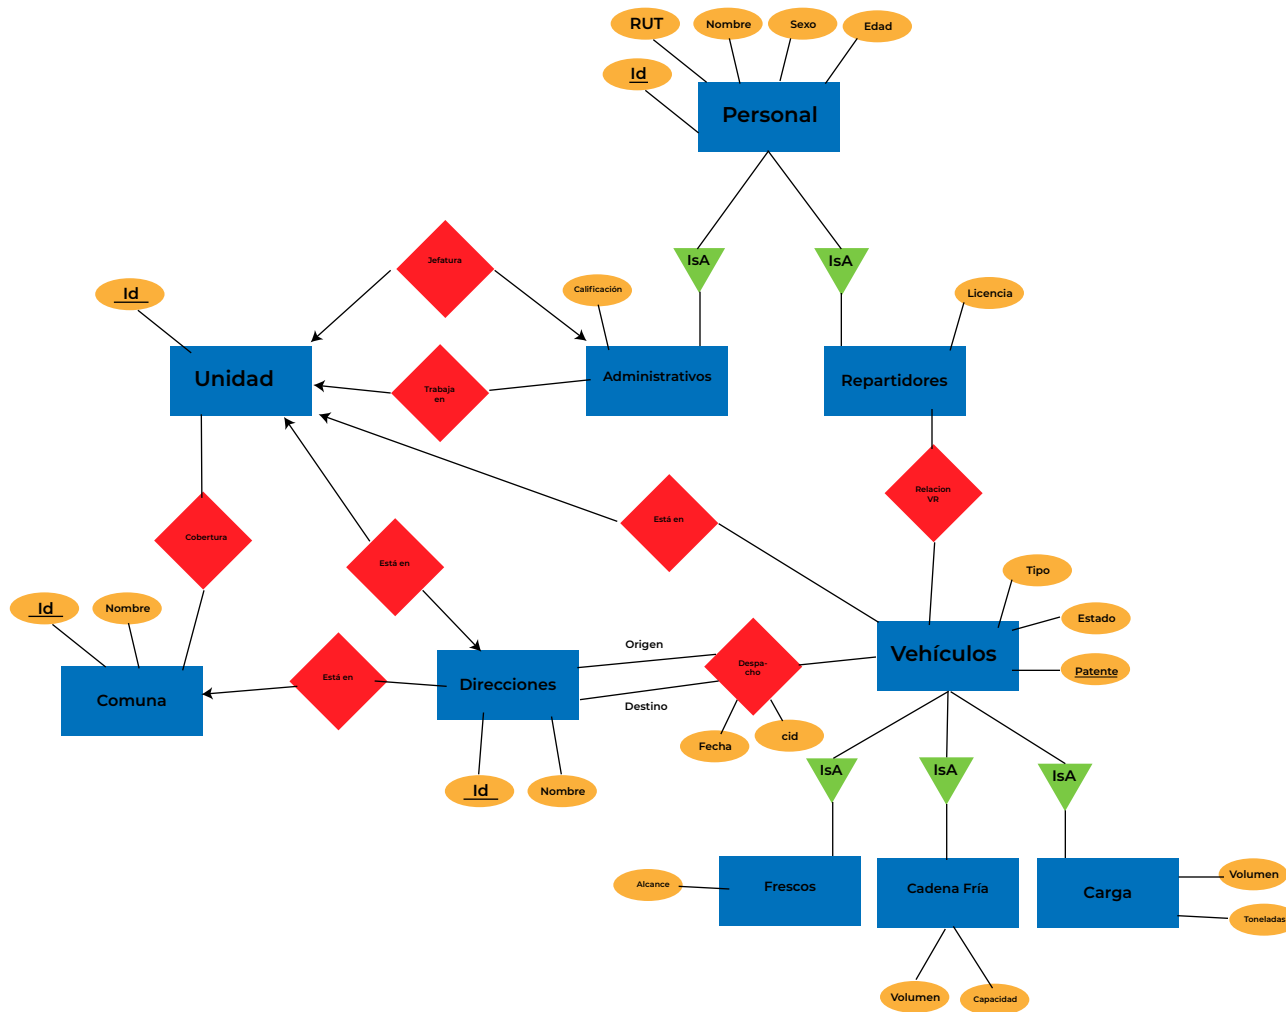 RUT
Nombre
Sexo
Edad
Id
Personal
IsA
IsA
Jefatura
Id
Calificación
Licencia
Unidad
Trabaja
en
Administrativos
Repartidores
Relacion
VR
Está en
Cobertura
Está en
Tipo
Id
Nombre
Estado
Origen
Vehículos
Despa-
cho
Patente
Está en
Direcciones
Comuna
Destino
Fecha
cid
IsA
IsA
IsA
Id
Nombre
Alcance
Frescos
Cadena Fría
Carga
Volumen
Toneladas
Volumen
Capacidad